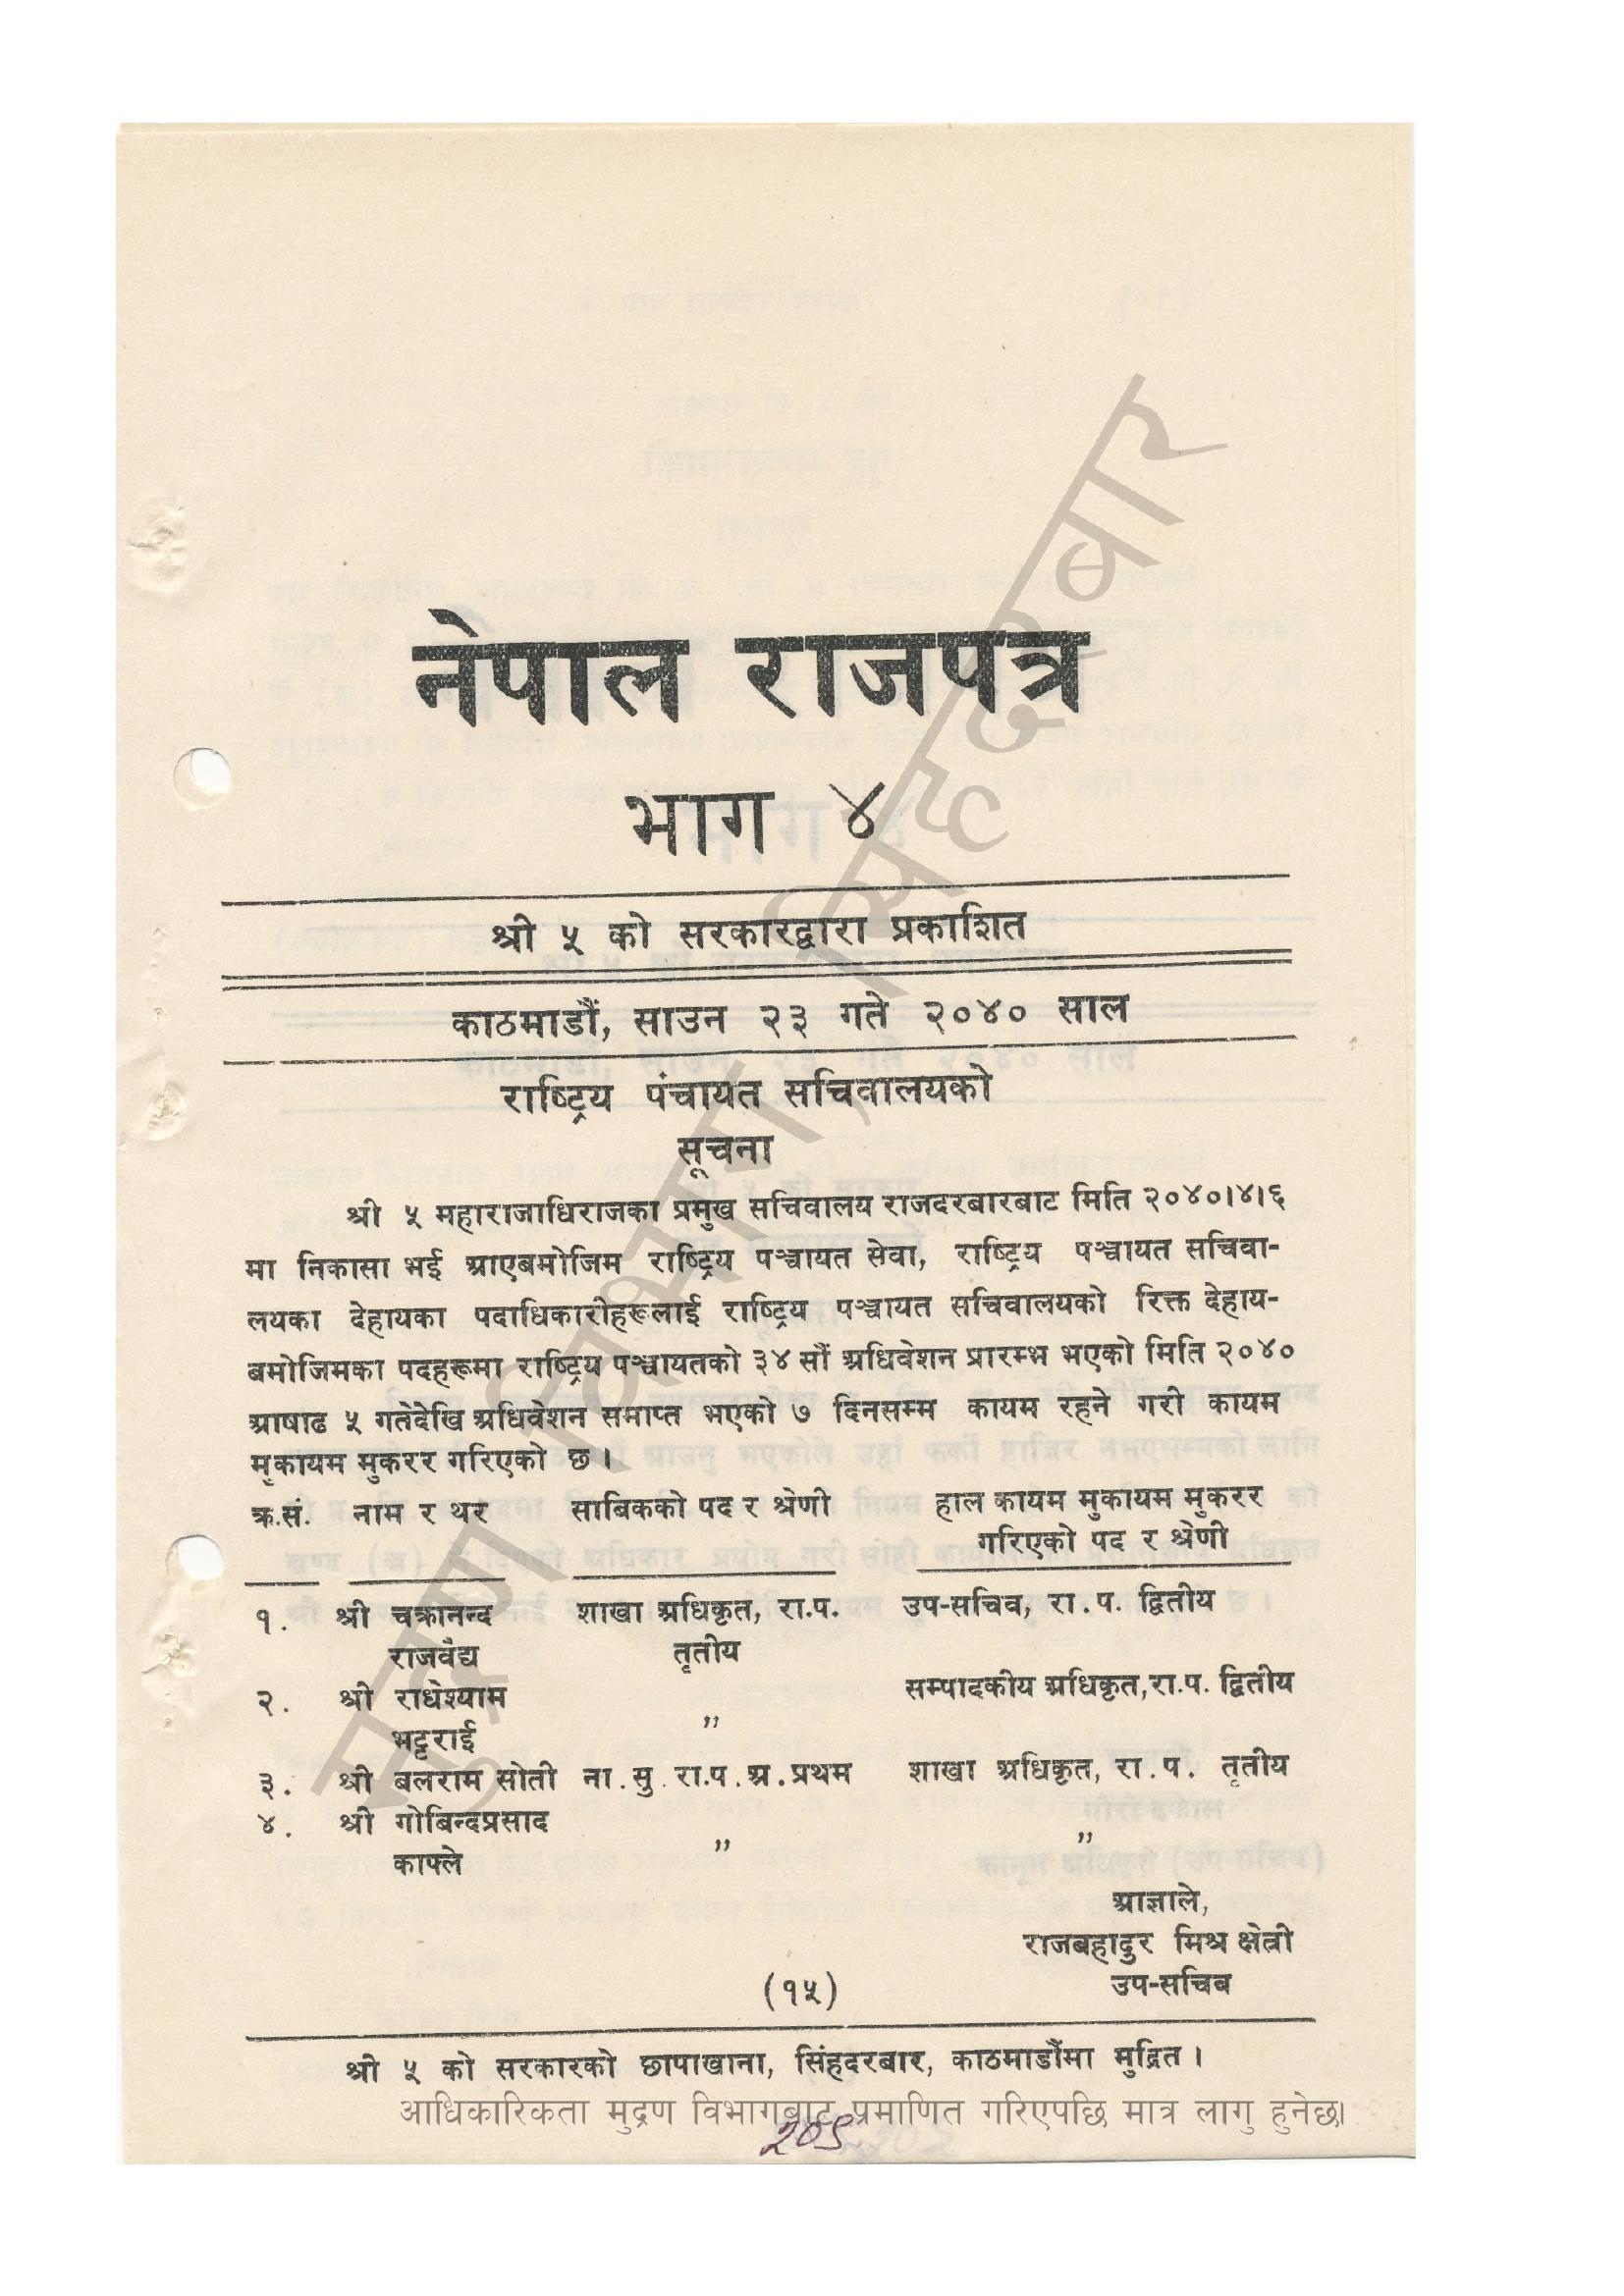 नेपाल राजपत्र
भाग ४
श्री ५ को सरकारद्वारा प्रकाशित
काठमाडौं, साउन २३ गते २०४० साल
राष्ट्रिय पंचायत सचिवालयको
सूचना
श्री ५ महाराजाधिराजका प्रमुख सचिवालय राजदरबारबाट मिति २०४०।४।६
मा निकासा भई आएबमोजिम राष्ट्रिय पञ्चायत सेवा, राष्ट्रिय पञ्चायत सचिवा-
लयका देहायका पदाधिकारीहरूलाई राष्ट्रिय पञ्चायत सचिवालयको रिक्त देहाय-
बमोजिमका पदहरूमा राष्ट्रिय पञ्चायतको ३४ सौं अधिवेशन प्रारम्भ भएको मिति २०४०
आषाढ ५ गतेदेखि अधिवेशन समाप्त भएको ७ दिनसम्म कायम रहने गरी कायम
मुकायम मुकरर गरिएको छ।
क्र.सं. नाम र थर साबिकको पद र श्रेणी हाल कायम मुकायम मुकरर
गरिएको पद र श्रेणी
१. श्री चक्रानन्द शाखा अधिकृत, रा.प. उप-सचिव, रा.प. द्वितीय
राजवैद्य तृतीय
२. श्री राधेश्याम सम्पादकीय अधिकृत,रा.प. द्वितीय
भट्टराई ”
३. श्री बलराम सोती ना.सु. रा.प.अ.प्रथम शाखा अधिकृत, रा.प. तृतीय
४. श्री गोबिन्दप्रसाद
काफ्ले ” ”
आज्ञाले,
राजबहादुर मिश्र क्षेत्री
उप-सचिव
(१५)
श्री ५ को सरकारको छापाखाना, सिंहदरबार, काठमाडौंमा मुद्रित।
आधिकारिकता मुद्रण विभागबाट प्रमाणित गरिएपछि मात्र लागु हुनेछ।
मुद्रण विभाग, सिंहदरबार